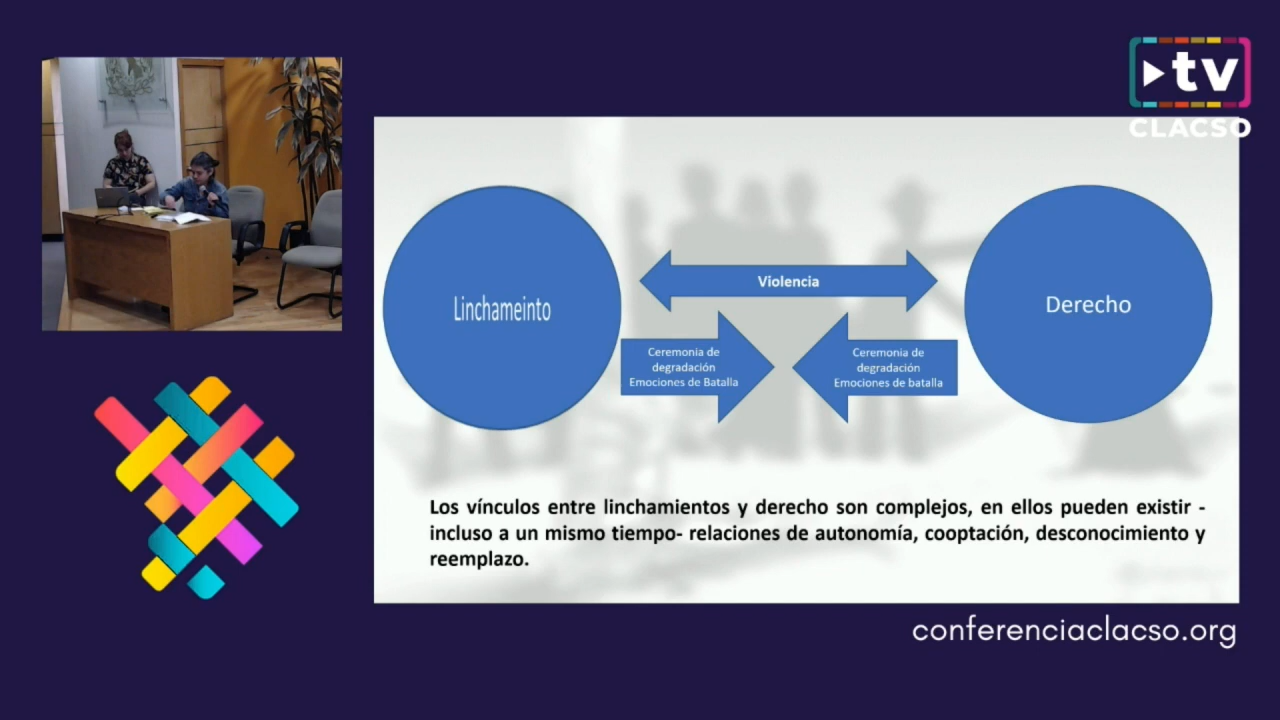 tv
CLACSO
Linchameinto
Violencia
Derecho
Ceremonia de
degradación
Emociones de Batalla
Ceremonia de
degradación
Emociones de batalla
Los vínculos entre linchamientos y derecho son complejos, en ellos pueden existir -
incluso a un mismo tiempo- relaciones de autonomía, cooptación, desconocimiento y
reemplazo.
conferenciaclacso.org